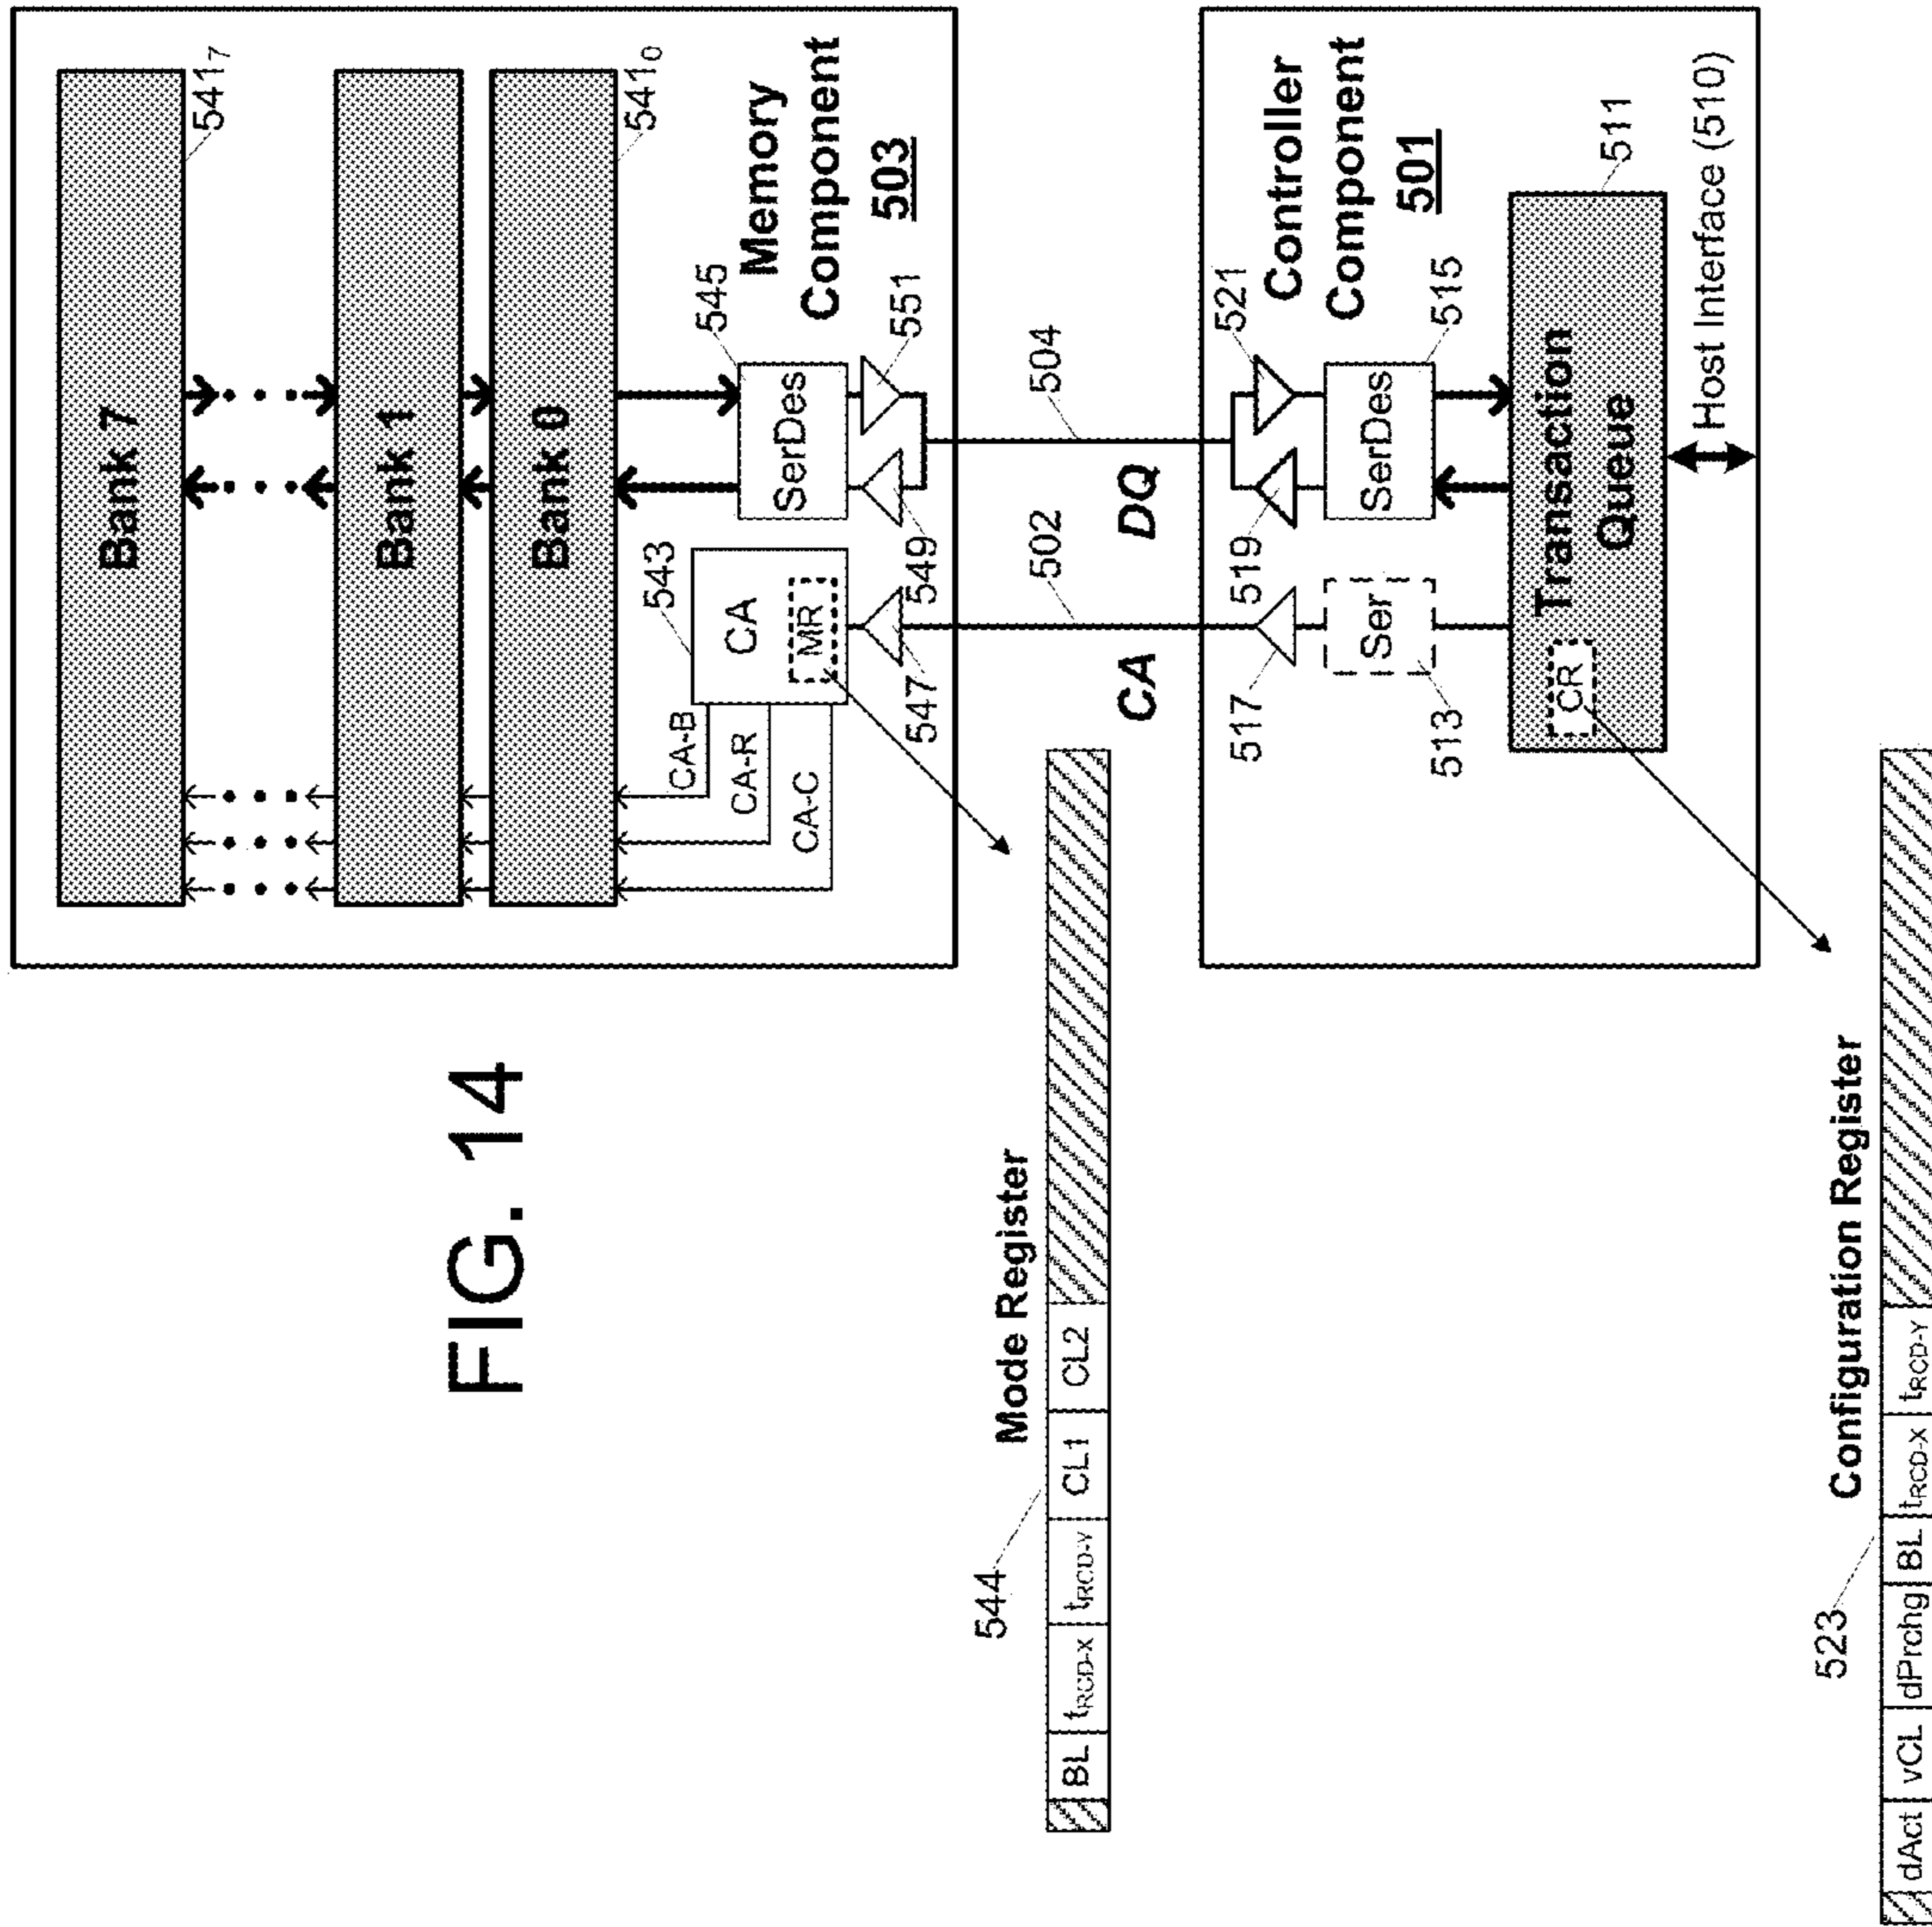 FIG. 14
Bank 7
541₇
Bank 1
Bank 0
541₀
CA-B
CA-R
CA-C
543
CA
MR
545
SerDes
547
549
551
Memory
Component
503
CA
502
DQ
504
517
519
521
Controller
Component
501
Ser
513
SerDes
515
CR
Transaction
Queue
511
Host Interface (510)
544
Mode Register
BL tRCD-X tRCD-Y CL1 CL2
523
Configuration Register
dAct vCL dPrchg BL tRCD-X tRCD-Y